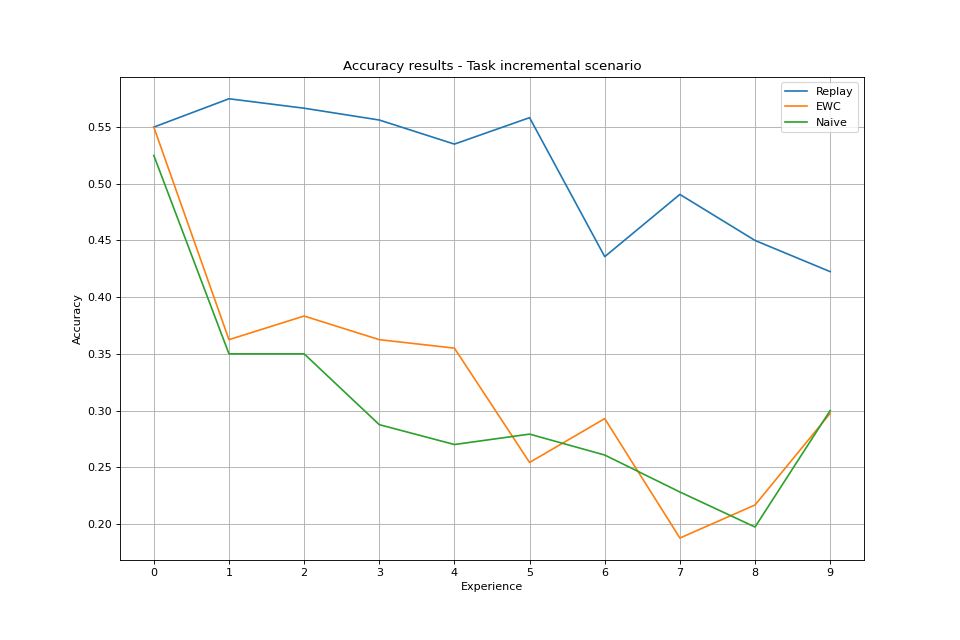 Accuracy results - Task incremental scenario
Replay
EWC
Naive
0.55
0.50
0.45
0.40
0.35
0.30
0.25
0.20
Accuracy
0 1 2 3 4 5 6 7 8 9
Experience